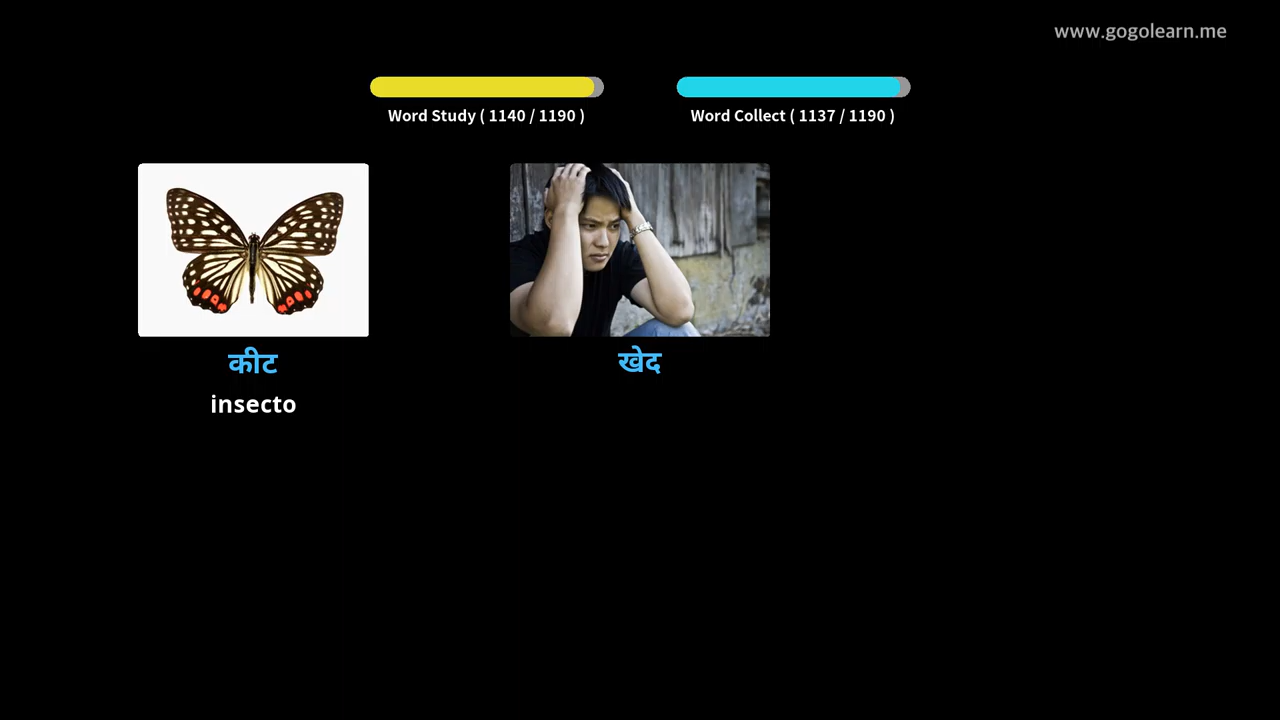 www.gogolearn.me
Word Study ( 1140 / 1190 )
Word Collect ( 1137 / 1190 )
कीट
खेद
insecto